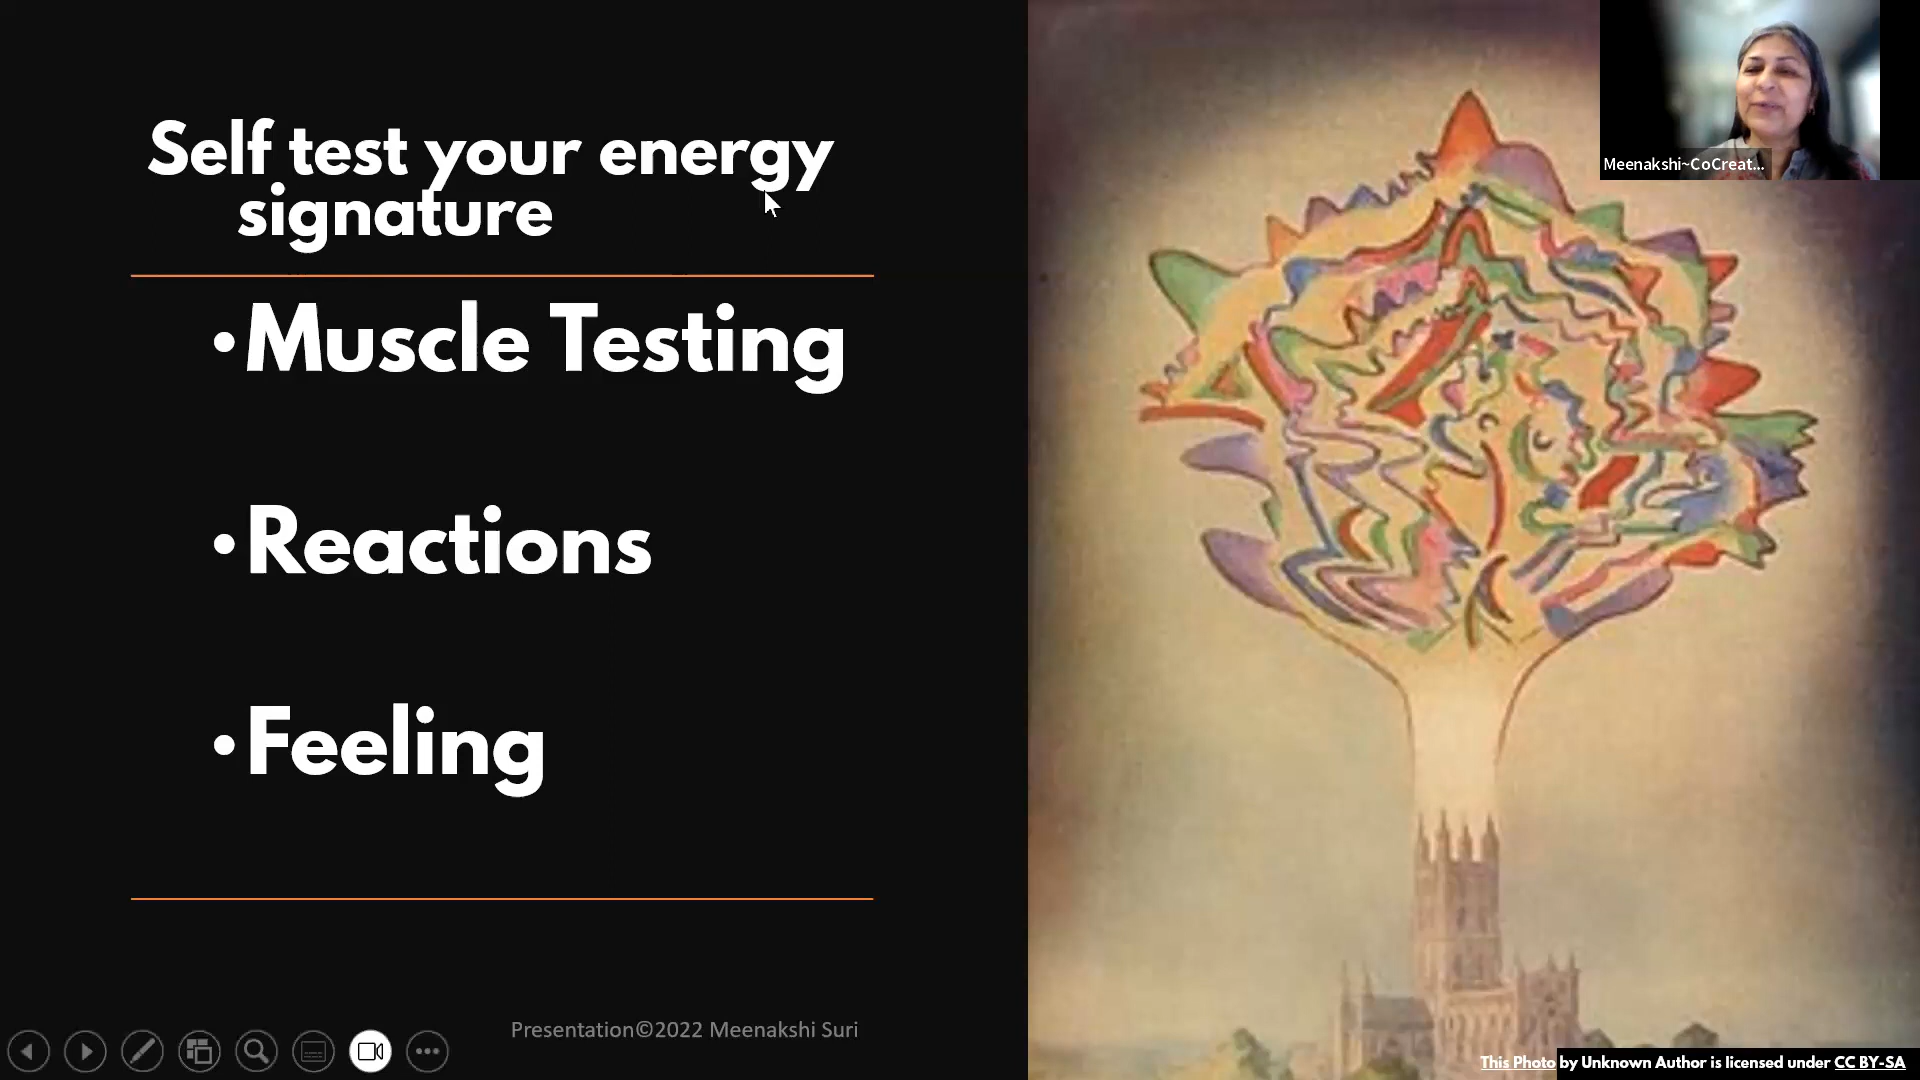 Self test your energy
signature
•Muscle Testing
•Reactions
•Feeling
Presentation©2022 Meenakshi Suri
Meenakshi~CoCreat...
This Photo by Unknown Author is licensed under CC BY-SA